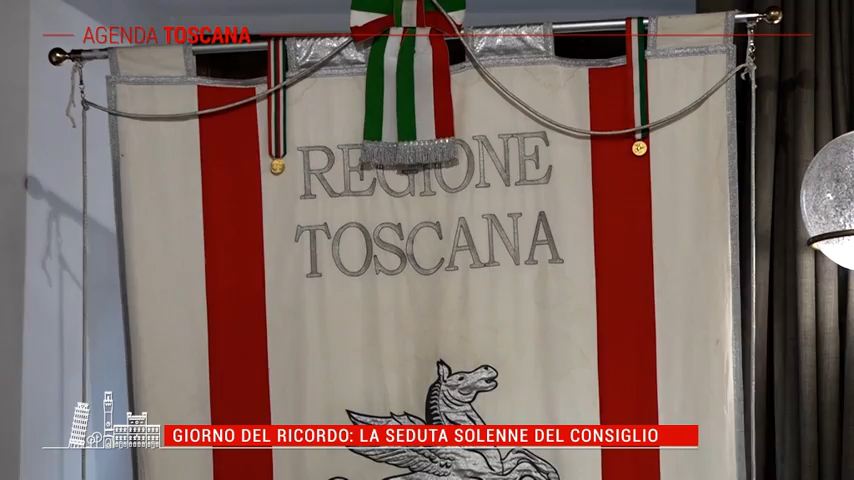 AGENDA TOSCANA
REGIONE
TOSCANA
GIORNO DEL RICORDO: LA SEDUTA SOLENNE DEL CONSIGLIO